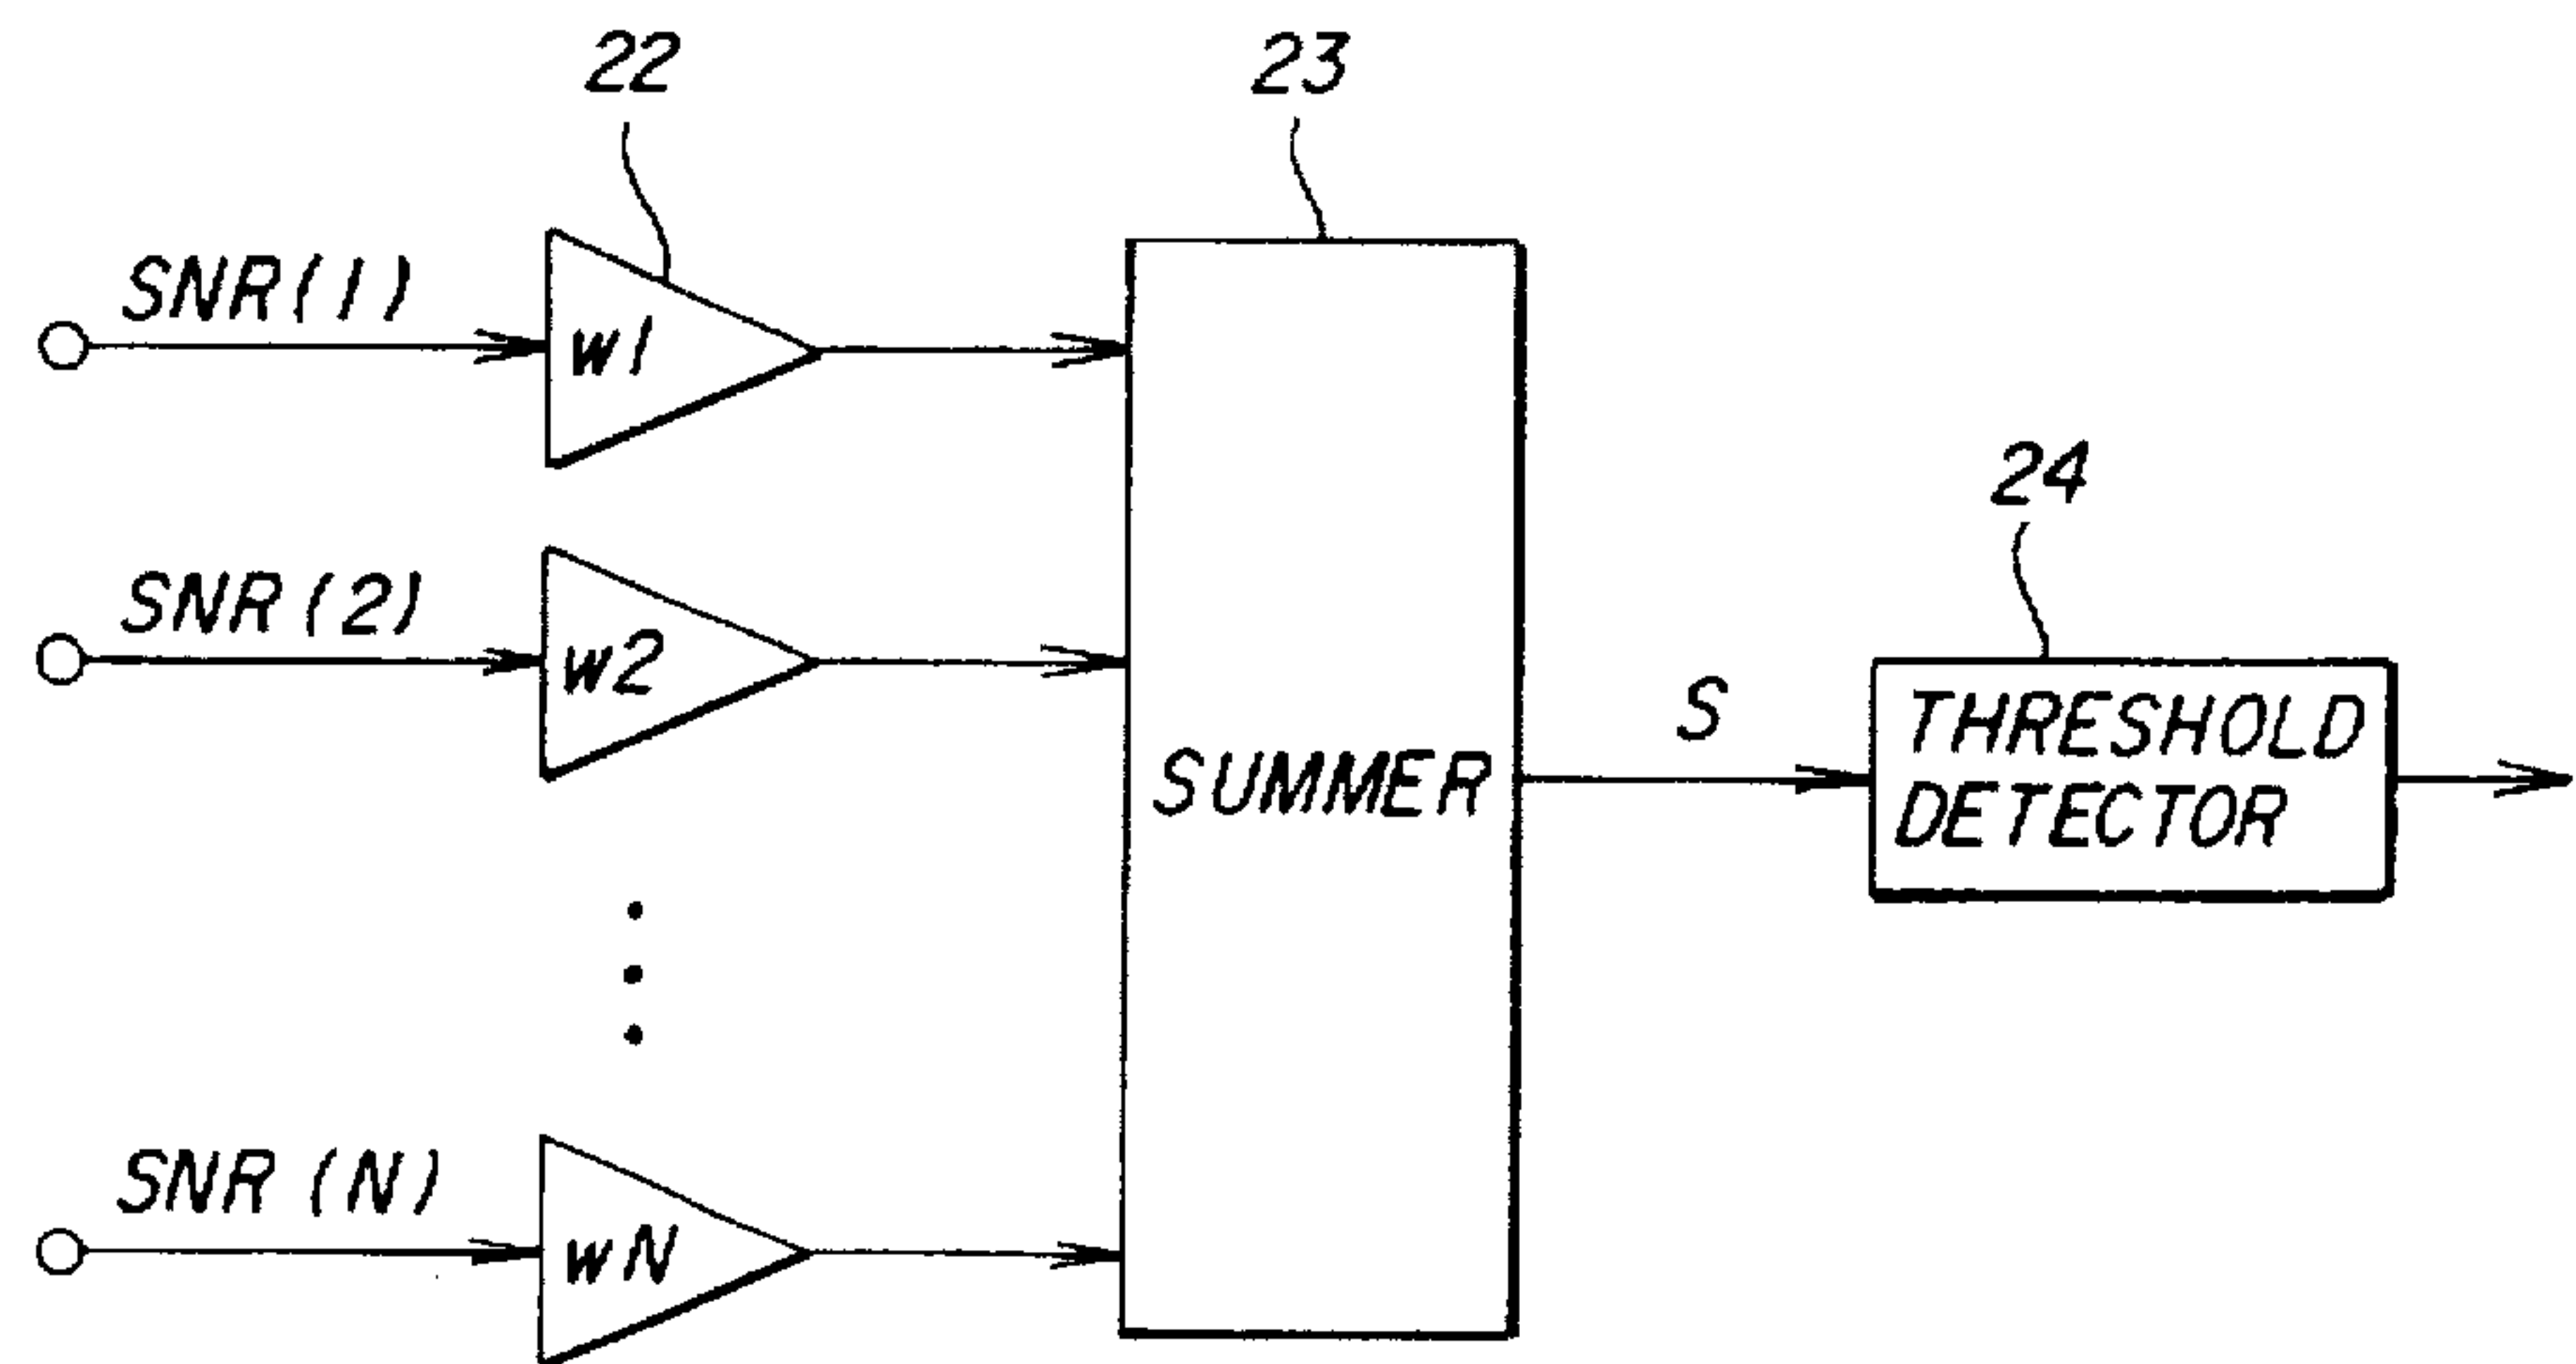 22
23
SNR(1)
w1
24
SNR(2)
w2
S
THRESHOLD
DETECTOR
SUMMER
SNR(N)
wN